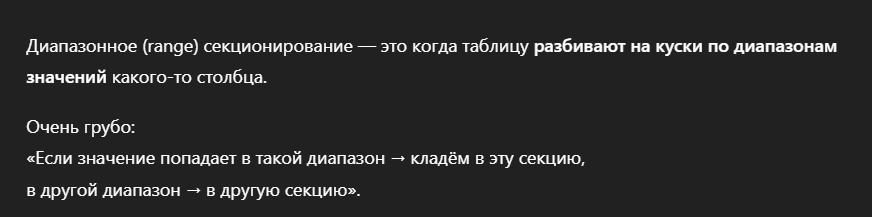 Диапазонное (range) секционирование — это когда таблицу разбивают на куски по диапазонам
значений какого-то столбца.
Очень грубо:
«Если значение попадает в такой диапазон → кладём в эту секцию,
в другой диапазон → в другую секцию».